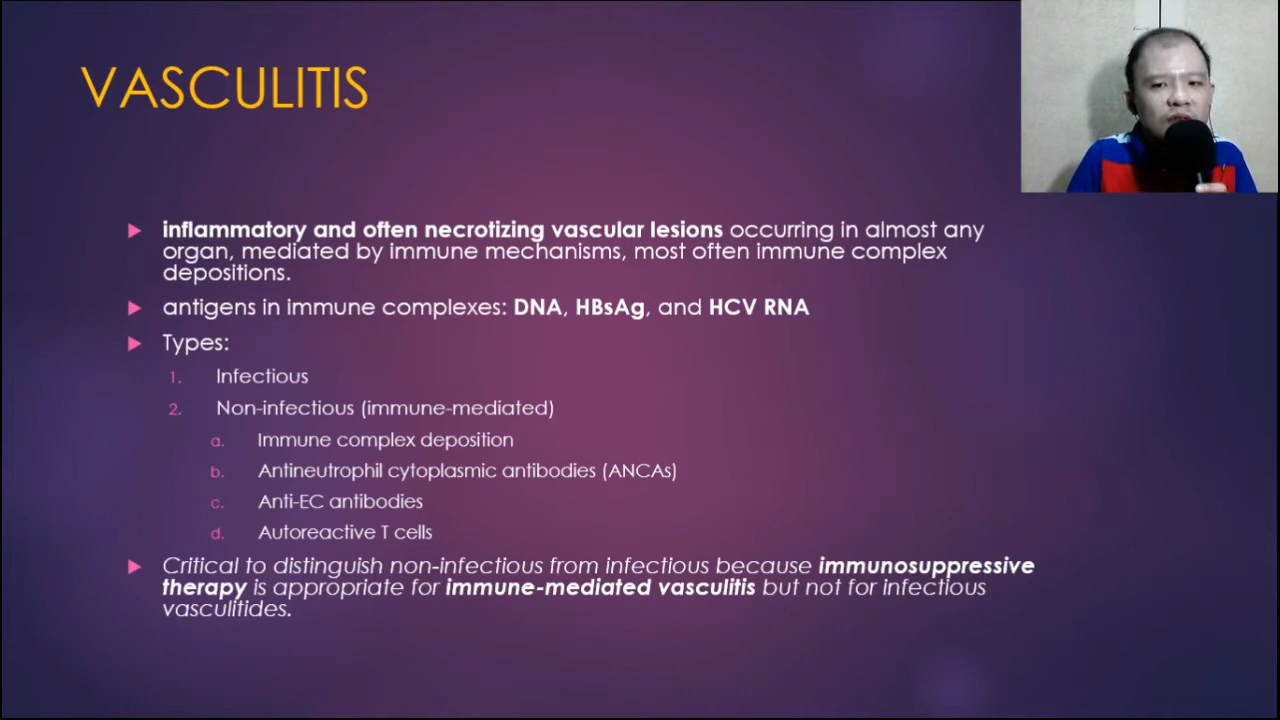 VASCULITIS
inflammatory and often necrotizing vascular lesions occurring in almost any
organ, mediated by immune mechanisms, most often immune complex
depositions.
antigens in immune complexes: DNA, HBsAg, and HCV RNA
Types:
1. Infectious
2. Non-infectious (immune-mediated)
a. Immune complex deposition
b. Antineutrophil cytoplasmic antibodies (ANCAs)
c. Anti-EC antibodies
d. Autoreactive T cells
Critical to distinguish non-infectious from infectious because immunosuppressive
therapy is appropriate for immune-mediated vasculitis but not for infectious
vasculitides.